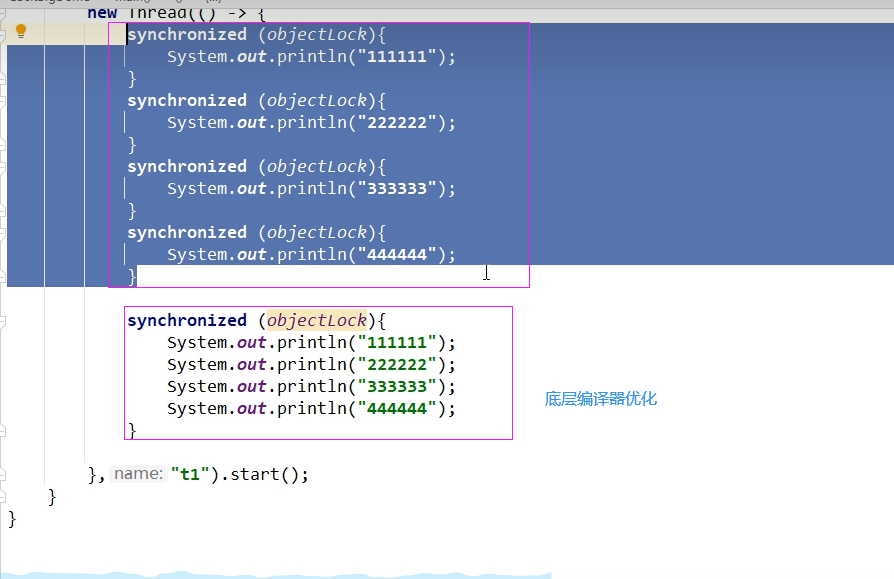 new Thread(() -> {
synchronized (objectLock){
System.out.println("111111");
}
synchronized (objectLock){
System.out.println("222222");
}
synchronized (objectLock){
System.out.println("333333");
}
synchronized (objectLock){
System.out.println("444444");
}
synchronized (objectLock){
System.out.println("111111");
System.out.println("222222");
System.out.println("333333");
System.out.println("444444");
}
底层编译器优化
}, name: "t1").start();
}
}